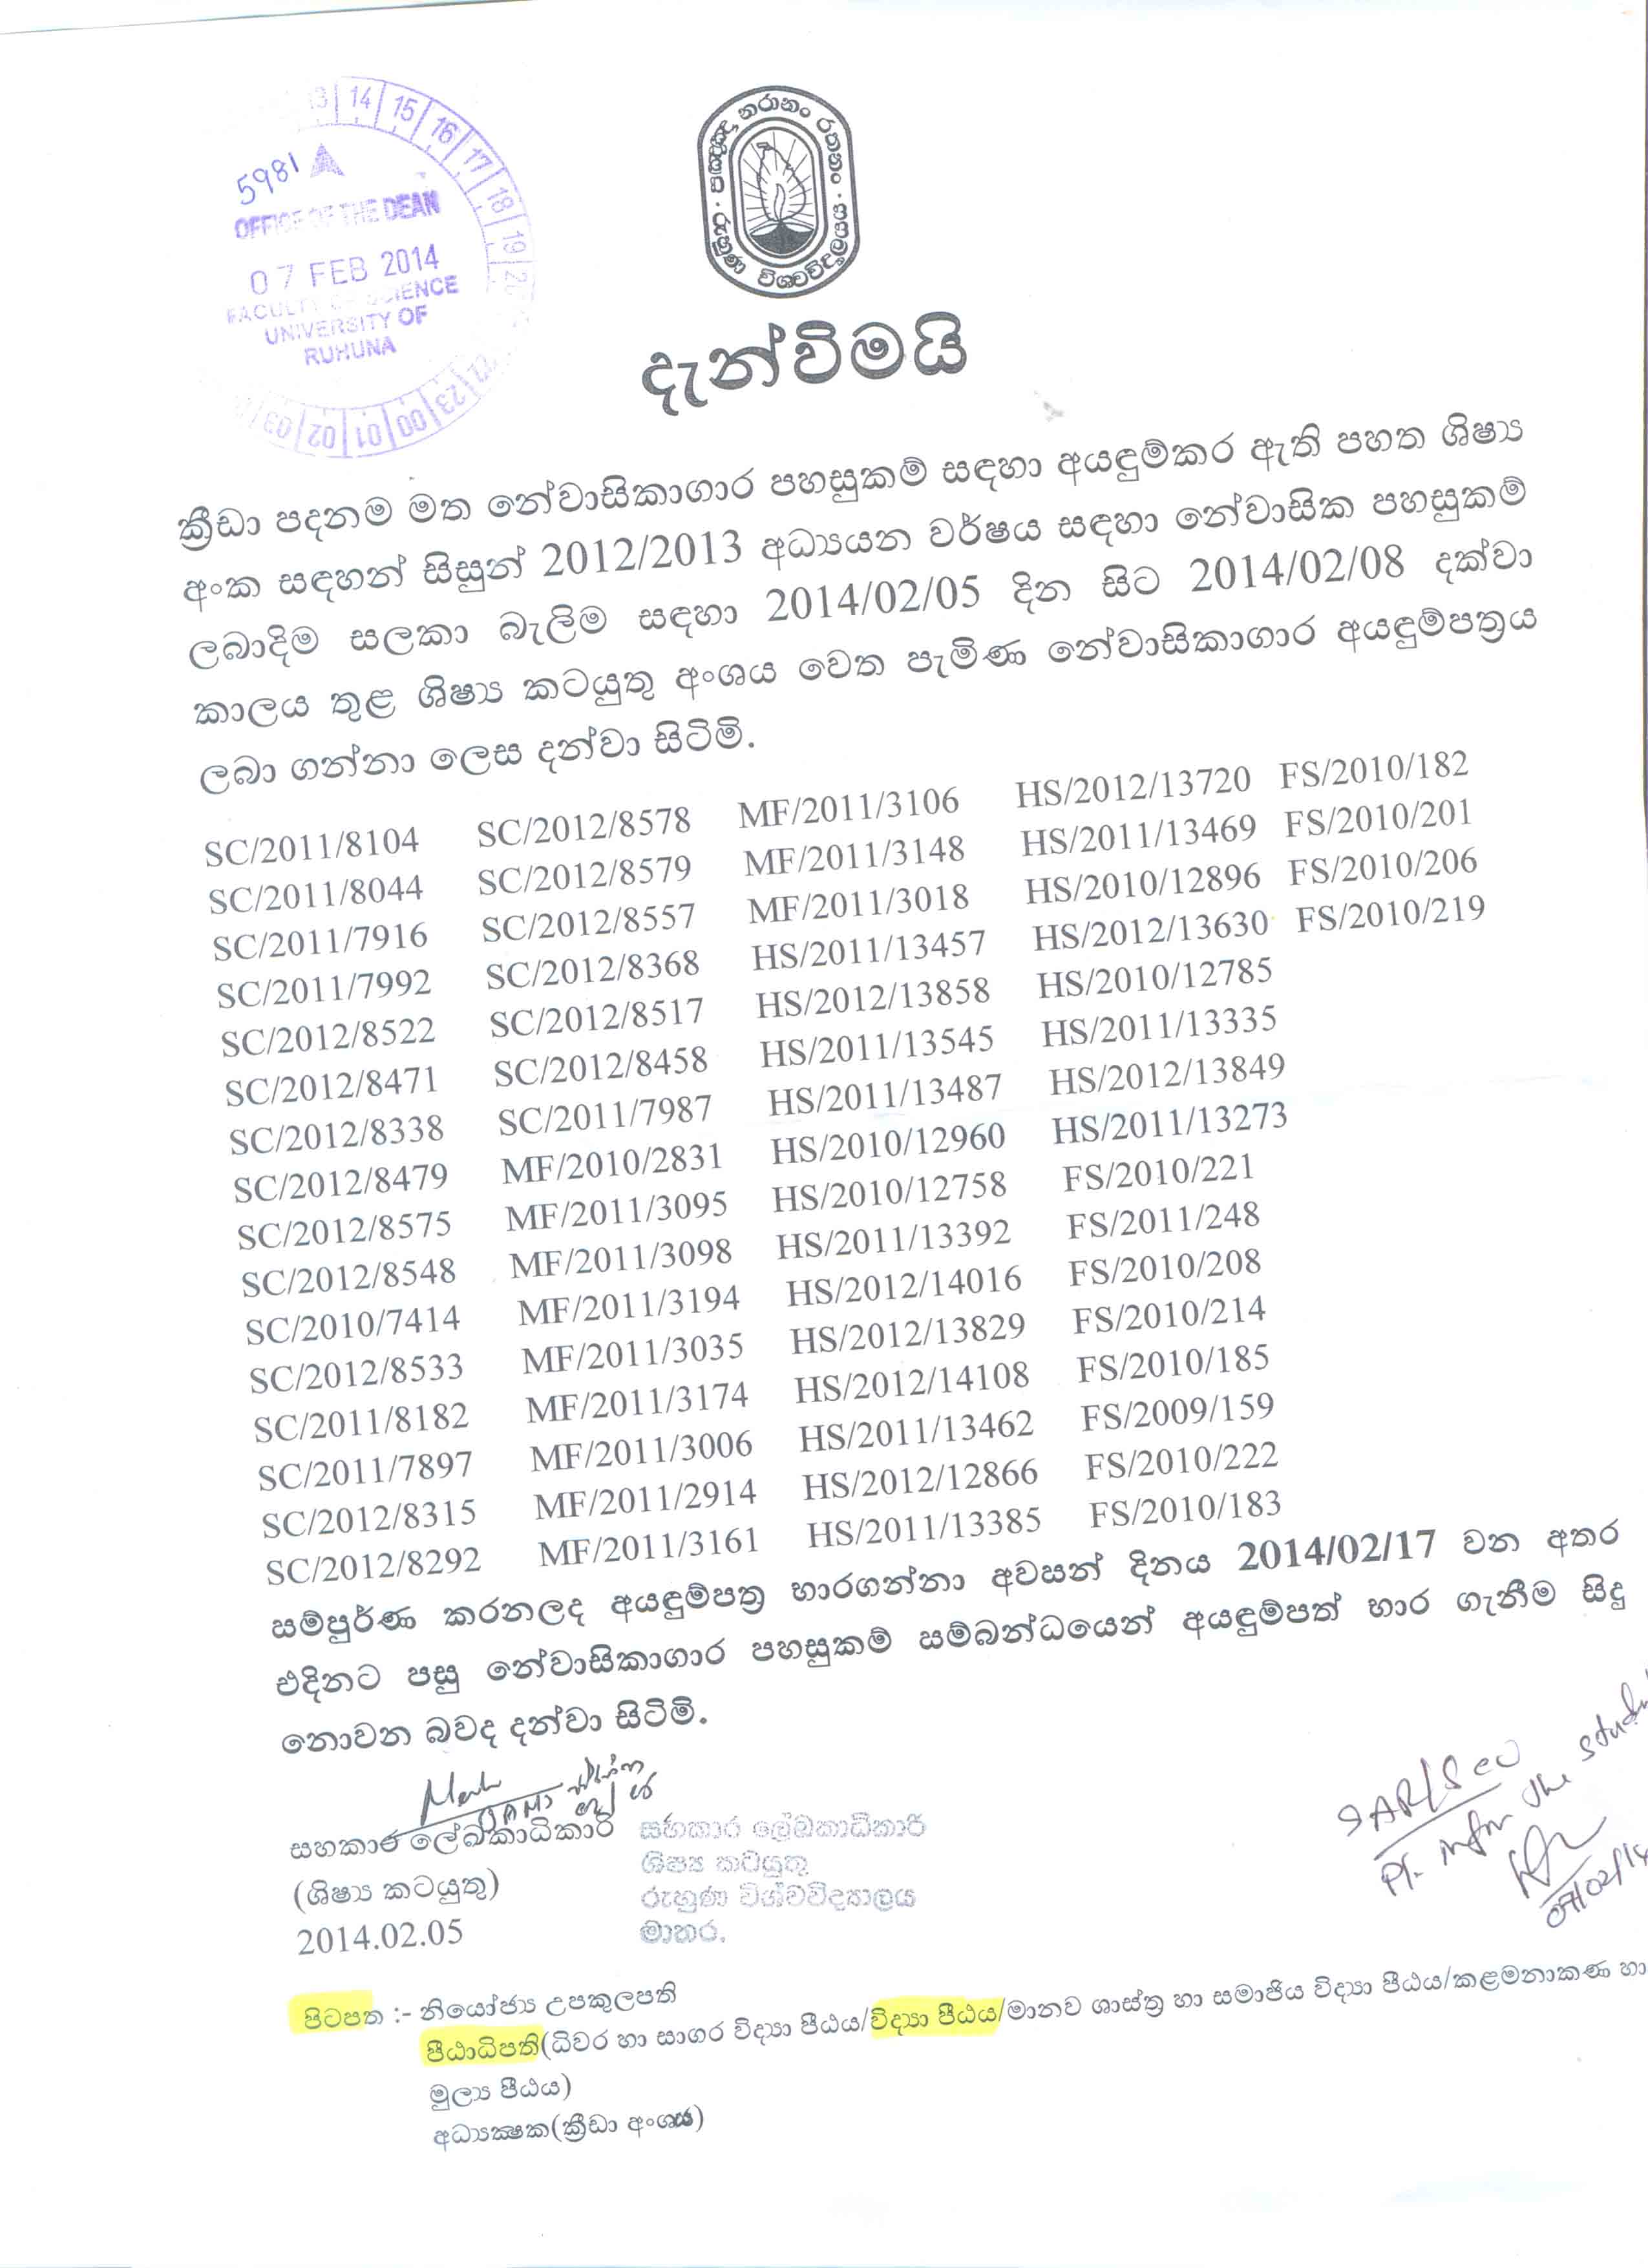 13 14 15 16 17 18 19
5981
OFFICE OF THE DEAN
07 FEB 2014
FACULTY OF SCIENCE
UNIVERSITY OF
RUHUNA
22 23 00 01 02 03
පඤ්ඤා නරානං රතනං
රුහුණ විශ්වවිද්‍යාලය
දැන්වීමයි
ක්‍රීඩා පදනම මත නේවාසිකාගාර පහසුකම් සඳහා අයඳුම්කර ඇති පහත ශිෂ්‍ය
අංක සඳහන් සිසුන් 2012/2013 අධ්‍යයන වර්ෂය සඳහා නේවාසික පහසුකම්
ලබාදිම සලකා බැලිම සඳහා 2014/02/05 දින සිට 2014/02/08 දක්වා
කාලය තුළ ශිෂ්‍ය කටයුතු අංශය වෙත පැමිණ නේවාසිකාගාර අයඳුම්පත්‍රය
ලබා ගන්නා ලෙස දන්වා සිටිමි.
SC/2011/8104 SC/2012/8578 MF/2011/3106 HS/2012/13720 FS/2010/182
SC/2011/8044 SC/2012/8579 MF/2011/3148 HS/2011/13469 FS/2010/201
SC/2011/7916 SC/2012/8557 MF/2011/3018 HS/2010/12896 FS/2010/206
SC/2011/7992 SC/2012/8368 HS/2011/13457 HS/2012/13630 FS/2010/219
SC/2012/8522 SC/2012/8517 HS/2012/13858 HS/2010/12785
SC/2012/8471 SC/2012/8458 HS/2011/13545 HS/2011/13335
SC/2012/8338 SC/2011/7987 HS/2011/13487 HS/2012/13849
SC/2012/8479 MF/2010/2831 HS/2010/12960 HS/2011/13273
SC/2012/8575 MF/2011/3095 HS/2010/12758 FS/2010/221
SC/2012/8548 MF/2011/3098 HS/2011/13392 FS/2011/248
SC/2010/7414 MF/2011/3194 HS/2012/14016 FS/2010/208
SC/2012/8533 MF/2011/3035 HS/2012/13829 FS/2010/214
SC/2011/8182 MF/2011/3174 HS/2012/14108 FS/2010/185
SC/2011/7897 MF/2011/3006 HS/2011/13462 FS/2009/159
SC/2012/8315 MF/2011/2914 HS/2012/12866 FS/2010/222
SC/2012/8292 MF/2011/3161 HS/2011/13385 FS/2010/183
සම්පුර්ණ කරනලද අයඳුම්පත්‍ර භාරගන්නා අවසන් දිනය 2014/02/17 වන අතර
එදිනට පසු නේවාසිකාගාර පහසුකම් සම්බන්ධයෙන් අයඳුම්පත් භාර ගැනීම සිදු
නොවන බවද දන්වා සිටිමි.
සහකාර ලේඛකාධිකාරි
(ශිෂ්‍ය කටයුතු)
2014.02.05
සහකාර ලේඛකාධිකාරී
ශිෂ්‍ය කටයුතු
රුහුණ විශ්වවිද්‍යාලය
මාතර.
SAR/Sci
Pl. infm the
07/02/14
පිටපත :- නියෝජ්‍ය උපකුලපති
පීඨාධිපති(ධිවර හා සාගර විද්‍යා පීඨය/විද්‍යා පීඨය/මානව ශාස්ත්‍ර හා සමාජිය විද්‍යා පීඨය/කළමනාකණ හා
මුල්‍ය පීඨය)
අධ්‍යක්‍ෂක(ක්‍රීඩා අංශය)